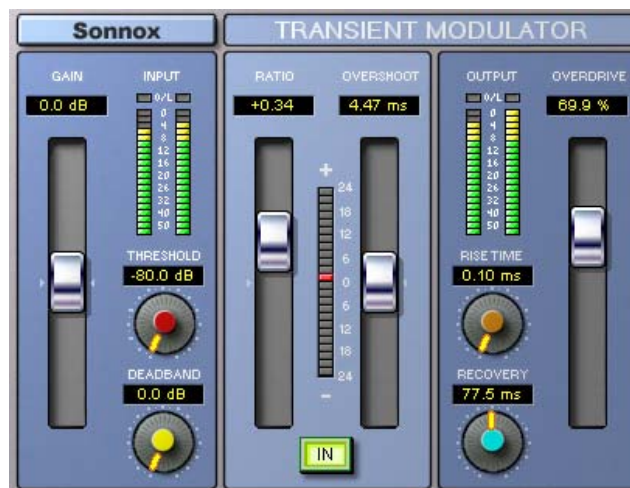 Sonnox
TRANSIENT MODULATOR
GAIN
INPUT
0.0 dB
O/L
0
4
8
12
16
20
26
32
40
50
THRESHOLD
-80.0 dB
DEADBAND
0.0 dB
RATIO
OVERSHOOT
+0.34
4.47 ms
+
24
18
12
6
0
6
12
18
24
-
IN
OUTPUT
OVERDRIVE
69.9 %
O/L
0
4
8
12
16
20
26
32
40
50
RISE TIME
0.10 ms
RECOVERY
77.5 ms